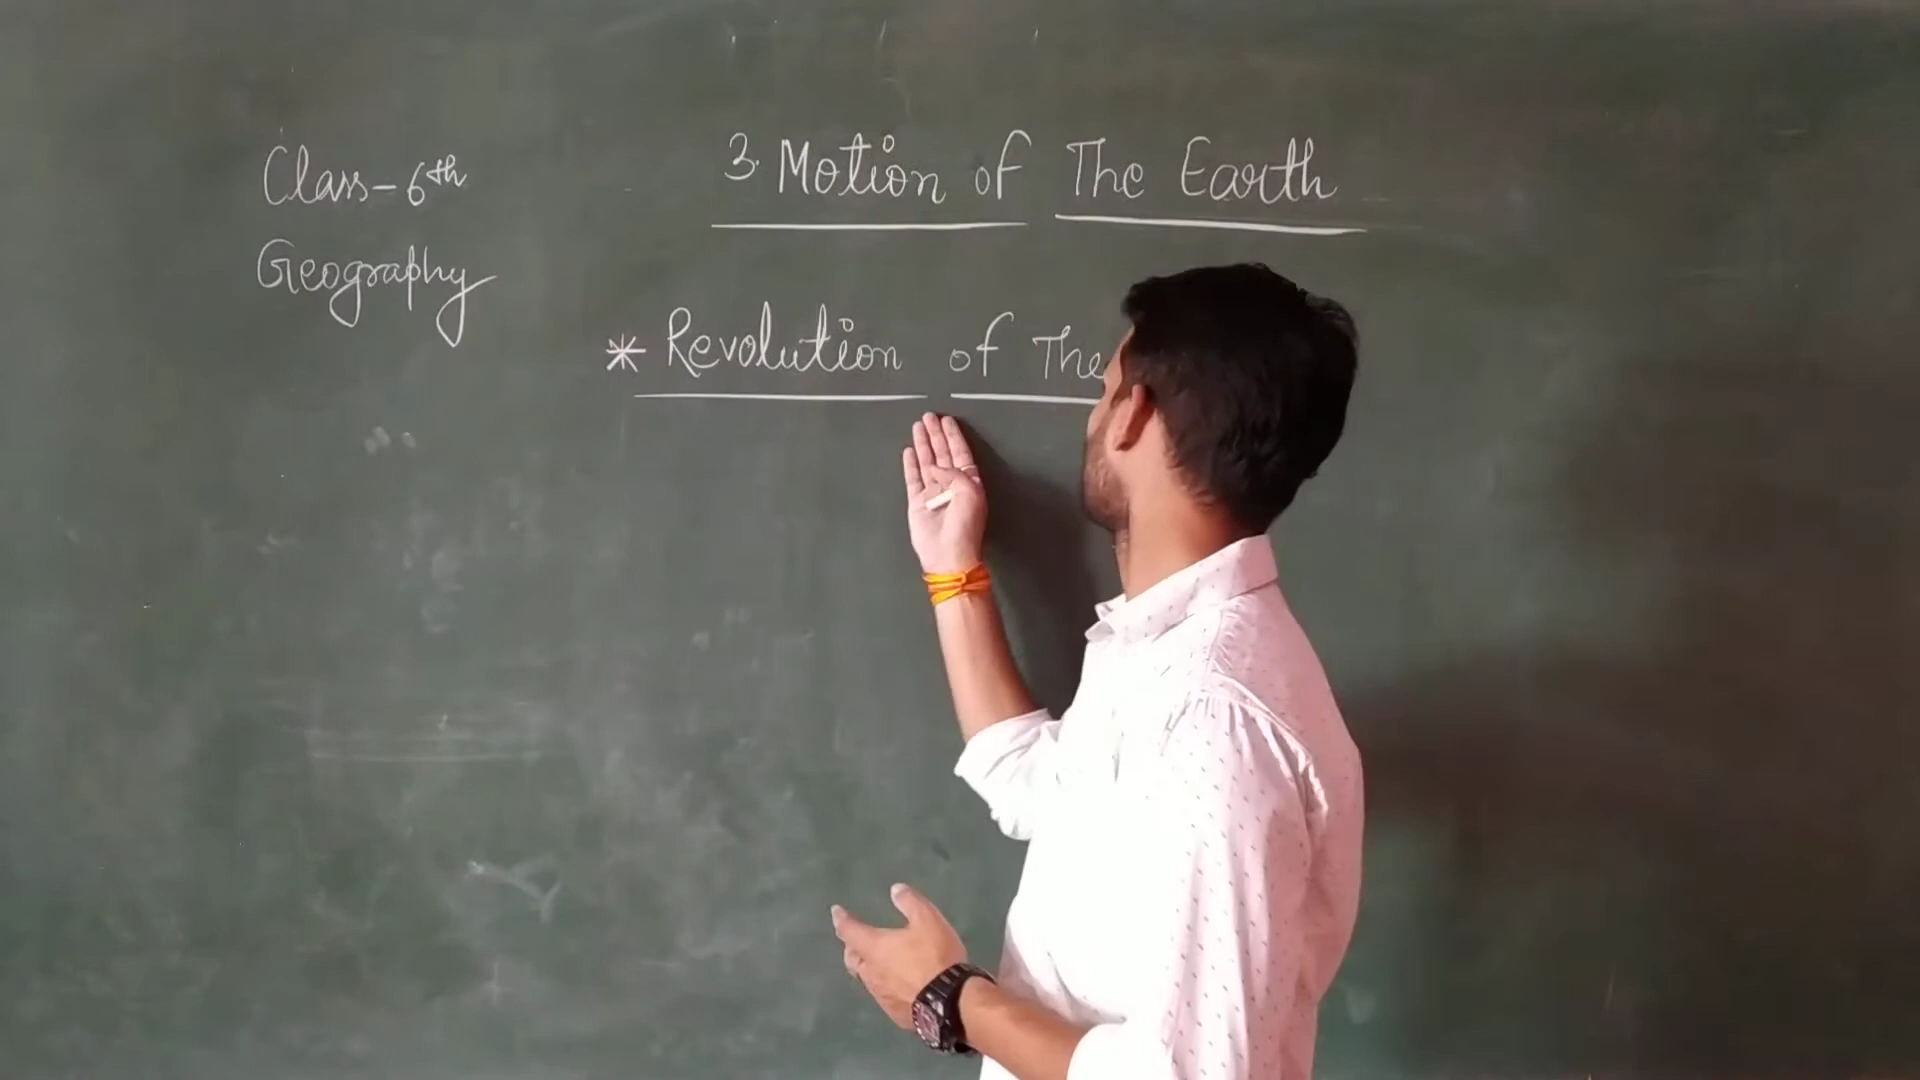 Class-6th
Geography
3. Motion of The Earth
* Revolution of The